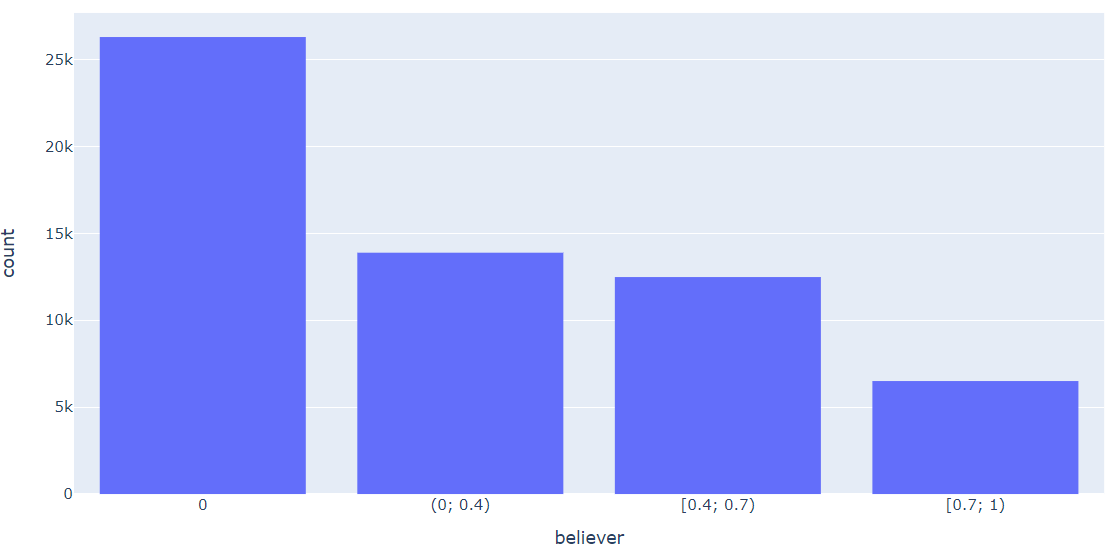 count
25k
20k
15k
10k
5k
0
0 (0; 0.4) [0.4; 0.7) [0.7; 1)
believer